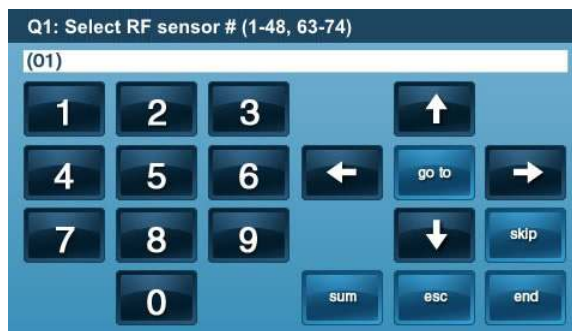 Q1: Select RF sensor # (1-48, 63-74)
(01)
1 2 3
4 5 6 go to
7 8 9 skip
0 sum esc end